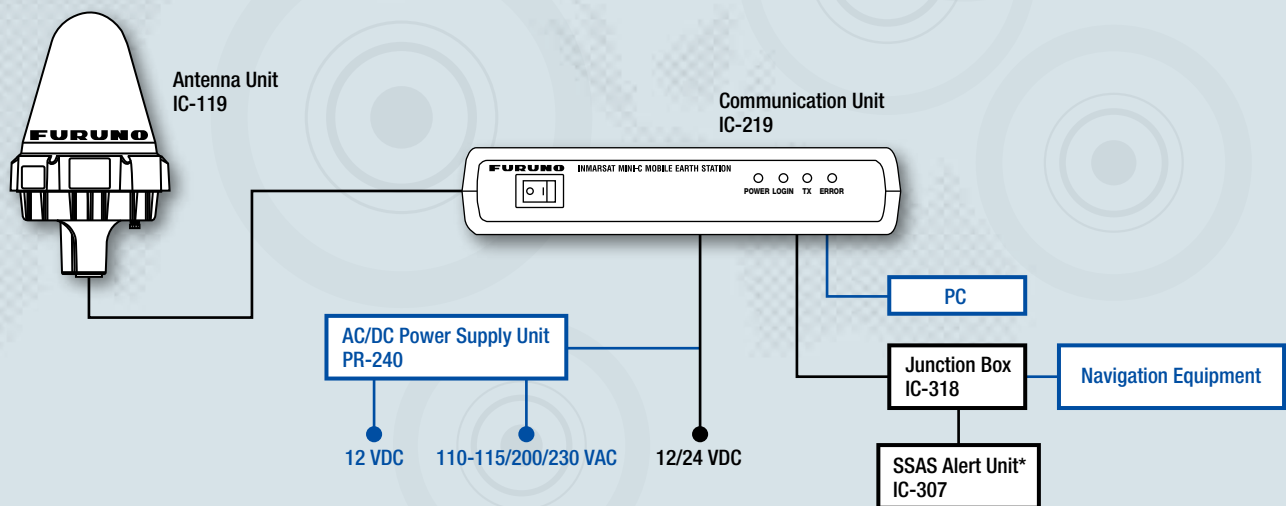 Antenna Unit
IC-119
FURUNO
Communication Unit
IC-219
FURUNO INMARSAT MINI-C MOBILE EARTH STATION
POWER LOGIN TX ERROR
PC
AC/DC Power Supply Unit
PR-240
Junction Box
IC-318
Navigation Equipment
12 VDC
110-115/200/230 VAC
12/24 VDC
SSAS Alert Unit*
IC-307